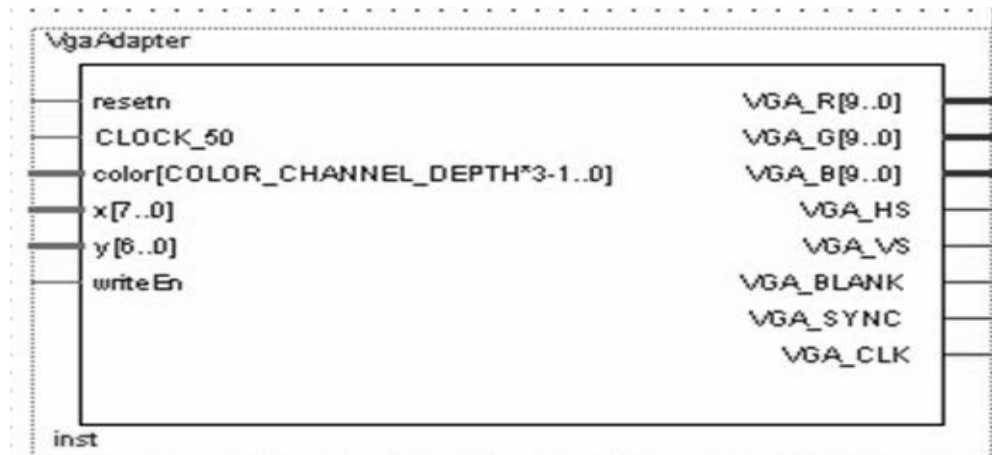 VgaAdapter
resetn
CLOCK_50
color[COLOR_CHANNEL_DEPTH*3-1..0]
x[7..0]
y[6..0]
writeEn
VGA_R[9..0]
VGA_G[9..0]
VGA_B[9..0]
VGA_HS
VGA_VS
VGA_BLANK
VGA_SYNC
VGA_CLK
inst